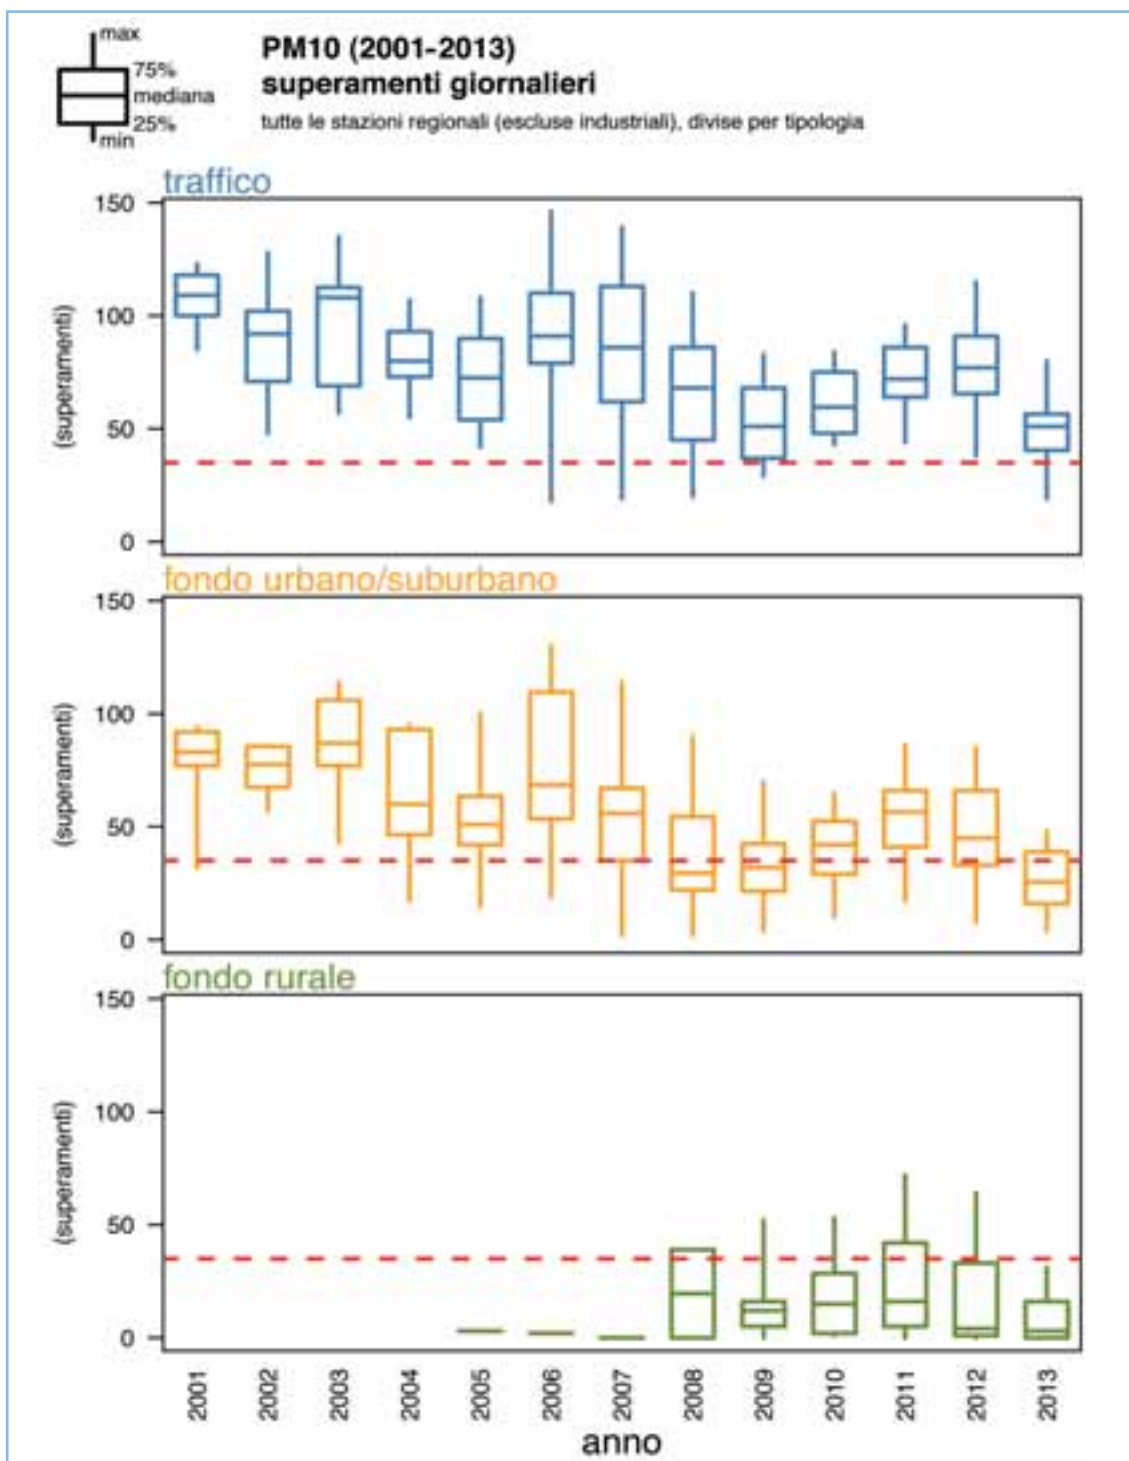 max
75%
mediana
25%
min
PM10 (2001-2013)
superamenti giornalieri
tutte le stazioni regionali (escluse industriali), divise per tipologia
traffico
150
100
50
0
(superamenti)
fondo urbano/suburbano
150
100
50
0
(superamenti)
fondo rurale
150
100
50
0
(superamenti)
2001 2002 2003 2004 2005 2006 2007 2008 2009 2010 2011 2012 2013
anno